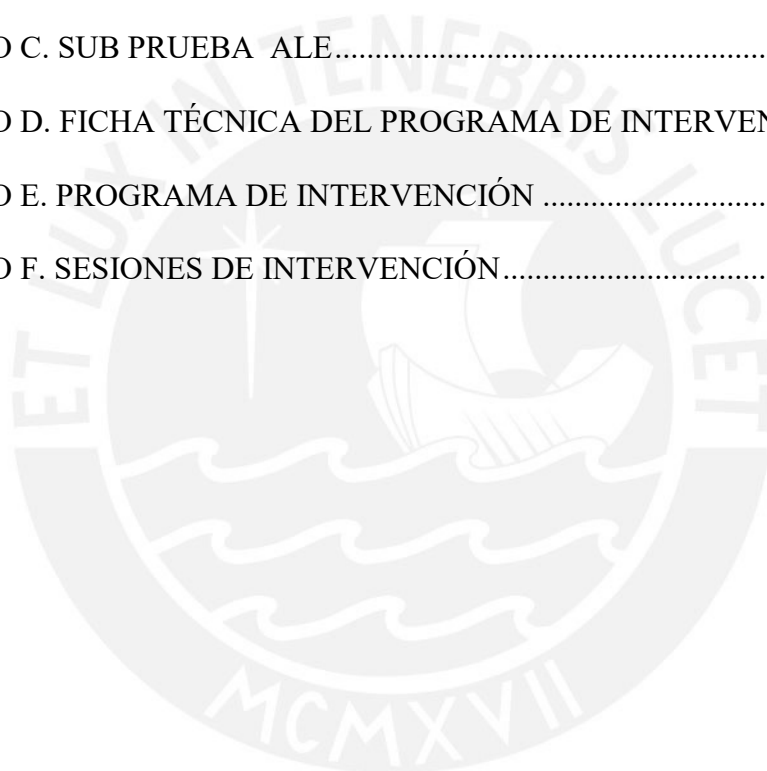 O C. SUB PRUEBA ALE..................................................
O D. FICHA TÉCNICA DEL PROGRAMA DE INTERVEN
O E. PROGRAMA DE INTERVENCIÓN ..........................
O F. SESIONES DE INTERVENCIÓN...............................
ET LUX IN TENEBRIS LUCET
MCMXVII